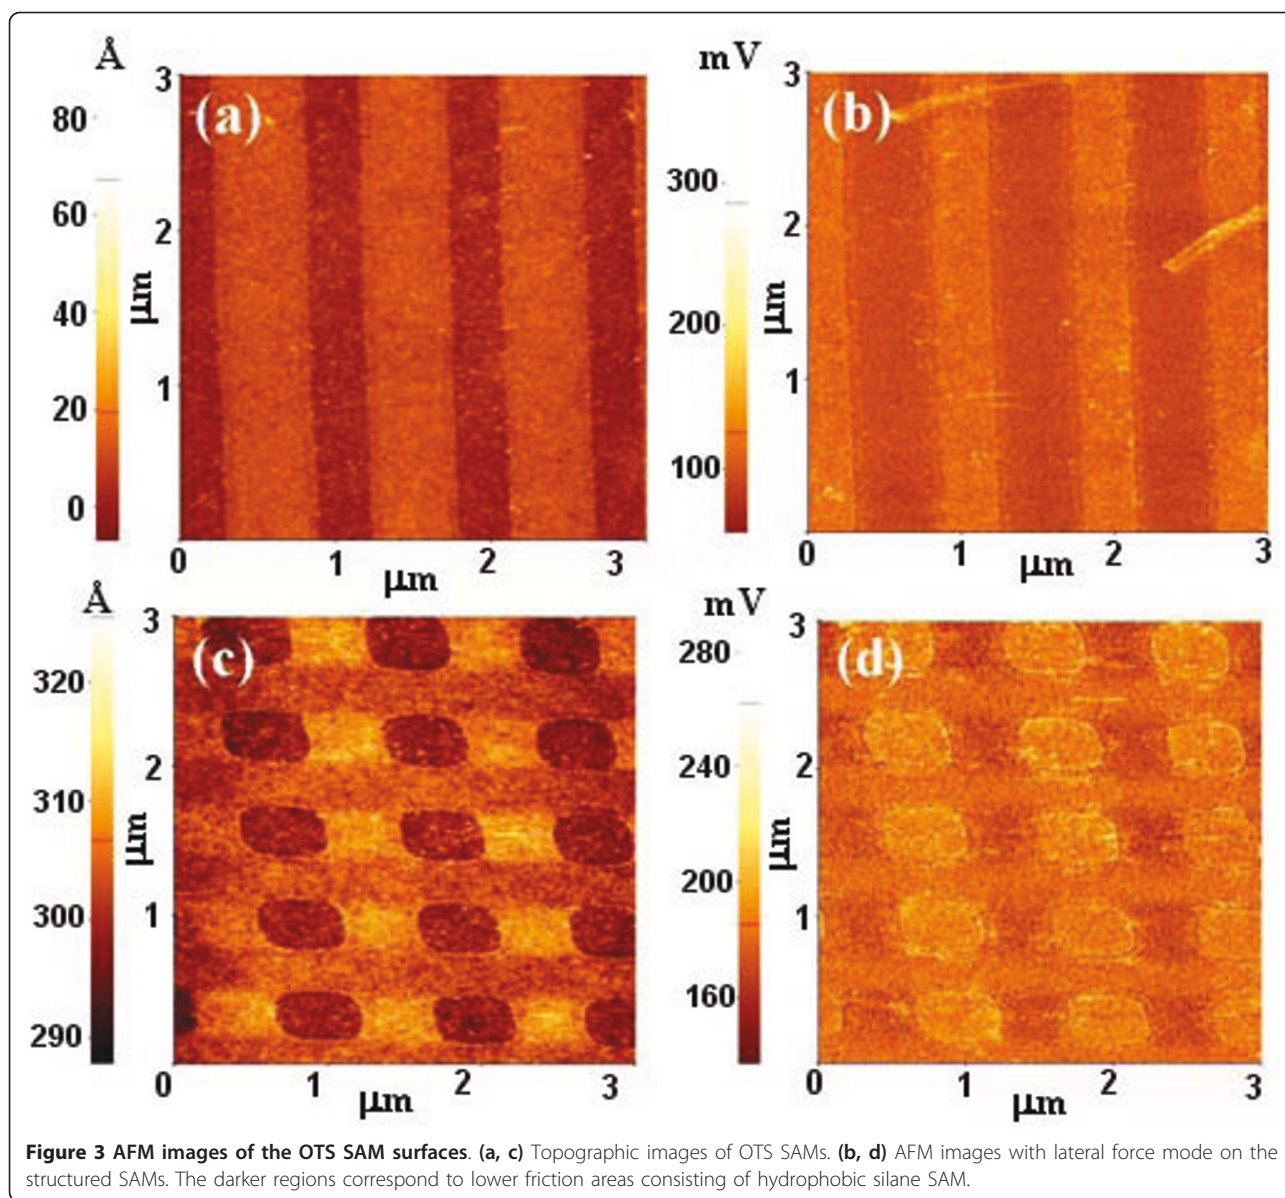 Å
mV
3
(a)
80
60
2
40
μm
20
1
0
0
1
2
3
μm
3
(b)
300
2
200
μm
1
100
0
1
2
3
μm
Å
mV
3
(c)
320
310
2
300
μm
1
290
0
1
2
3
μm
3
(d)
280
240
2
200
μm
1
160
0
1
2
3
μm
Figure 3 AFM images of the OTS SAM surfaces. (a, c) Topographic images of OTS SAMs. (b, d) AFM images with lateral force mode on the
structured SAMs. The darker regions correspond to lower friction areas consisting of hydrophobic silane SAM.